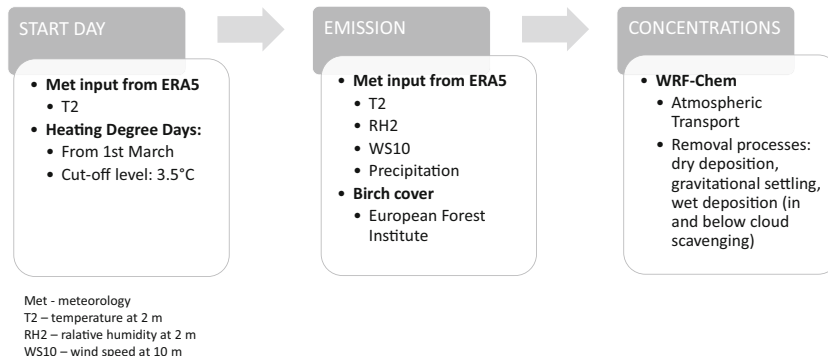 START DAY
• Met input from ERA5
• T2
• Heating Degree Days:
• From 1st March
• Cut-off level: 3.5°C
EMISSION
• Met input from ERA5
• T2
• RH2
• WS10
• Precipitation
• Birch cover
• European Forest
Institute
CONCENTRATIONS
• WRF-Chem
• Atmospheric
Transport
• Removal processes:
dry deposition,
gravitational settling,
wet deposition (in
and below cloud
scavenging)
Met - meteorology
T2 – temperature at 2 m
RH2 – ralative humidity at 2 m
WS10 – wind speed at 10 m